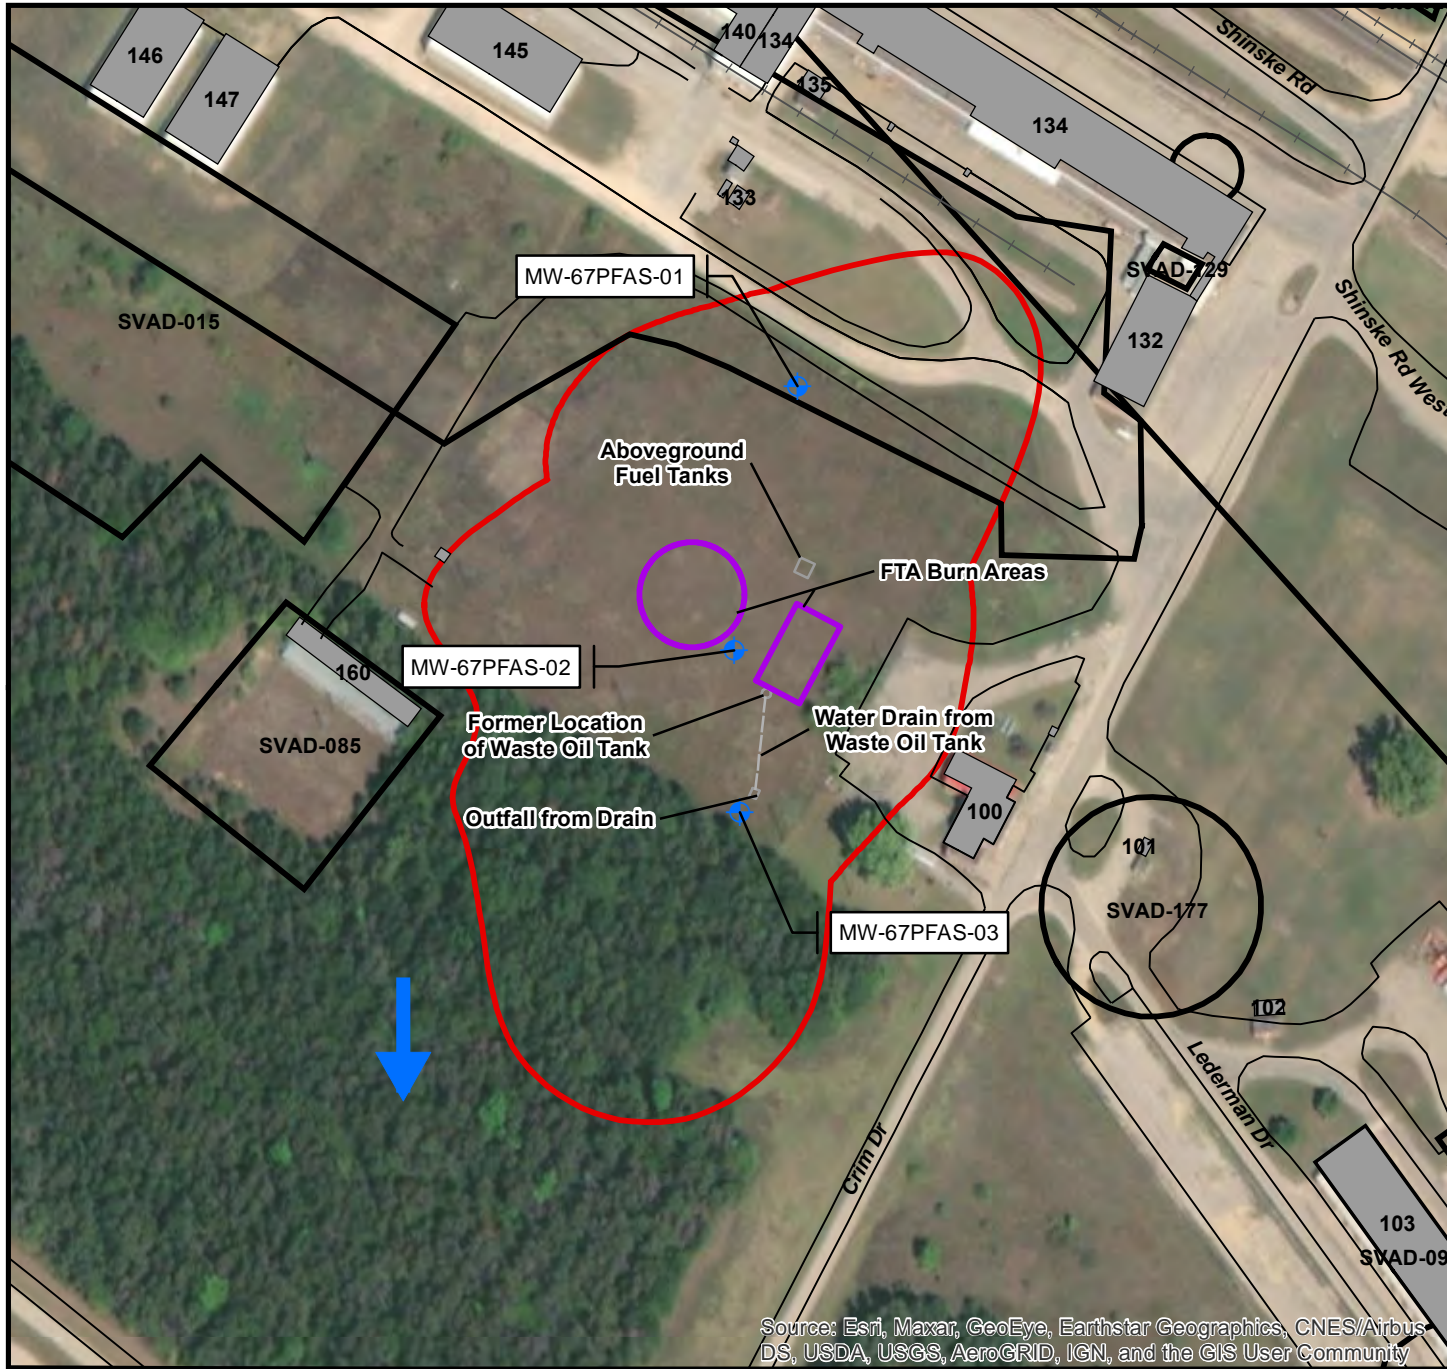 146
147
145
140
134
135
133
134
Shinske Rd
SVAD-129
132
Shinske Rd West
MW-67PFAS-01
SVAD-015
Aboveground
Fuel Tanks
FTA Burn Areas
MW-67PFAS-02
160
SVAD-085
Former Location
of Waste Oil Tank
Water Drain from
Waste Oil Tank
Outfall from Drain
100
101
SVAD-177
MW-67PFAS-03
102
Lederman Dr
Crim Dr
103
SVAD-09
Source: Esri, Maxar, GeoEye, Earthstar Geographics, CNES/Airbus
DS, USDA, USGS, AeroGRID, IGN, and the GIS User Community